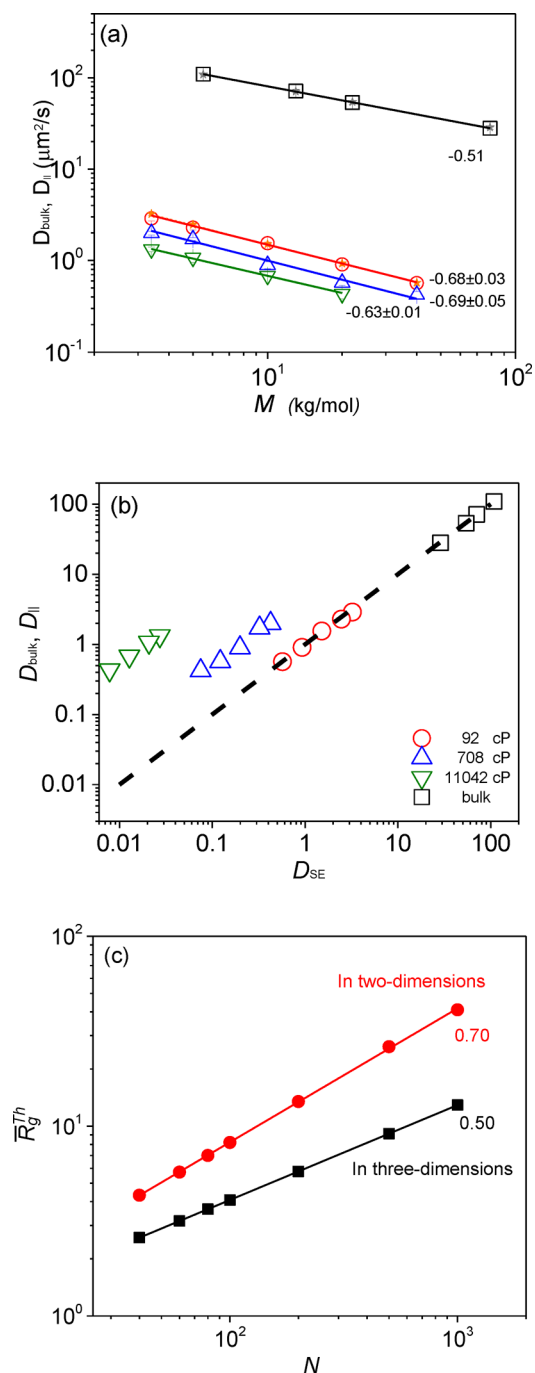 (a)
10²
10¹
10⁰
10⁻¹
D_bulk, D_II (μm²/s)
-0.51
-0.68±0.03
-0.69±0.05
-0.63±0.01
10¹
10²
M (kg/mol)
(b)
100
10
1
0.1
0.01
D_bulk, D_II
92 cP
708 cP
11042 cP
bulk
0.01
0.1
1
10
100
D_SE
(c)
10²
10¹
10⁰
R̅_g^Th
In two-dimensions
0.70
0.50
In three-dimensions
10²
10³
N